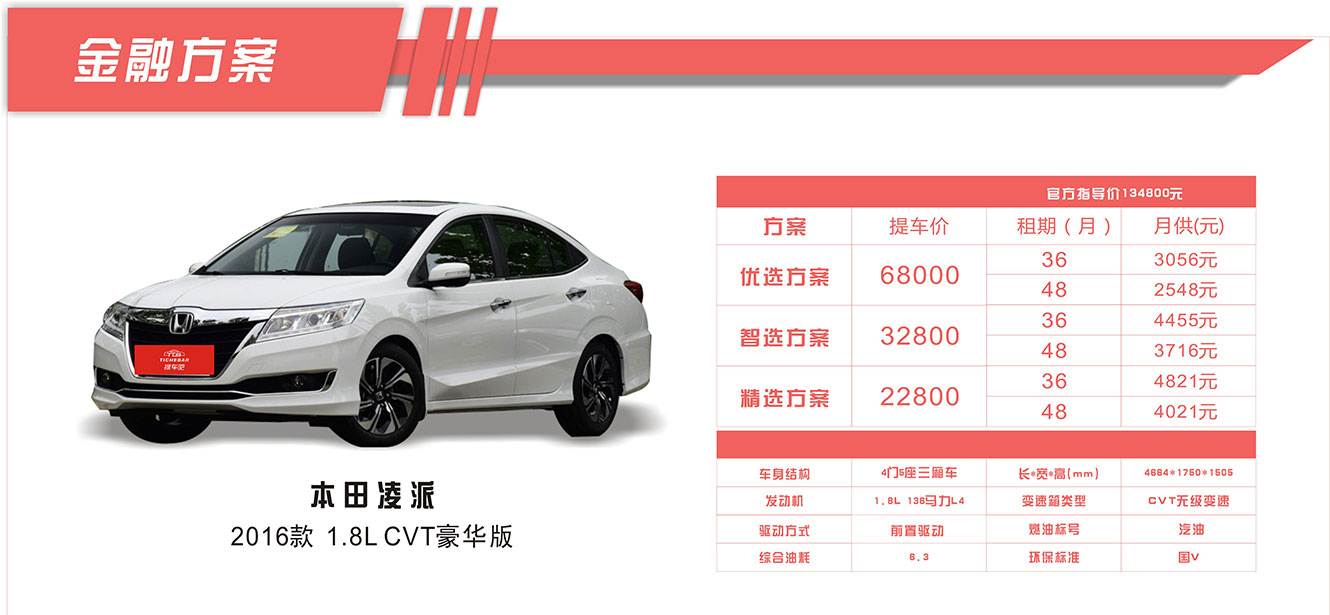 金融方案
官方指导价134800元
方案 提车价 租期（月） 月供(元)
优选方案 68000 36 3056元
48 2548元
智选方案 32800 36 4455元
48 3716元
精选方案 22800 36 4821元
48 4021元
车身结构 4门5座三厢车 长*宽*高(mm) 4664*1750*1505
发动机 1.8L 136马力L4 变速箱类型 CVT无级变速
驱动方式 前置驱动 燃油标号 汽油
综合油耗 6.3 环保标准 国V
TCB
TICHEBAR
提车吧
本田凌派
2016款 1.8L CVT豪华版